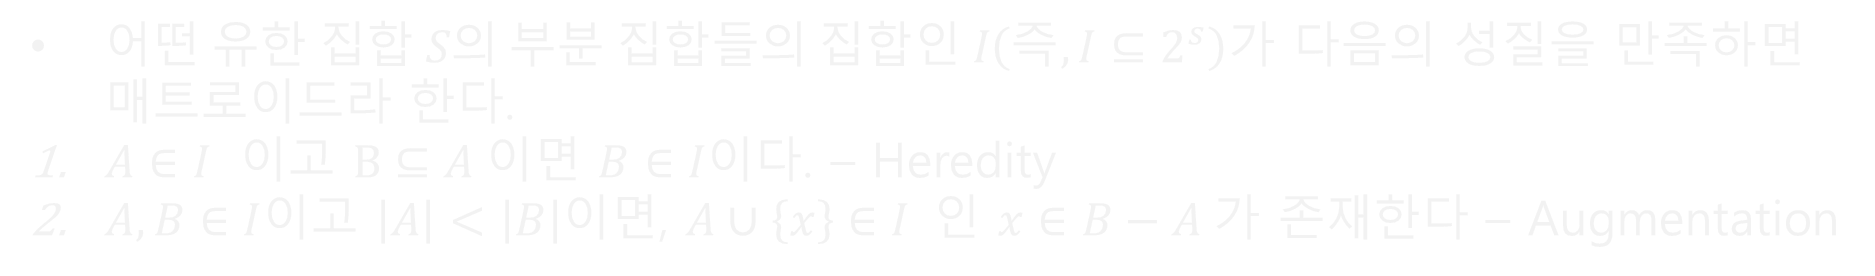 • 어떤 유한 집합 𝑆의 부분 집합들의 집합인 𝐼(즉, 𝐼 ⊆ 2ˢ)가 다음의 성질을 만족하면
매트로이드라 한다.
1. 𝐴 ∈ 𝐼 이고 B ⊆ 𝐴 이면 𝐵 ∈ 𝐼이다. – Heredity
2. 𝐴, 𝐵 ∈ 𝐼이고 |𝐴| < |𝐵|이면, 𝐴 ∪ {𝑥} ∈ 𝐼 인 𝑥 ∈ 𝐵 − 𝐴 가 존재한다 – Augmentation